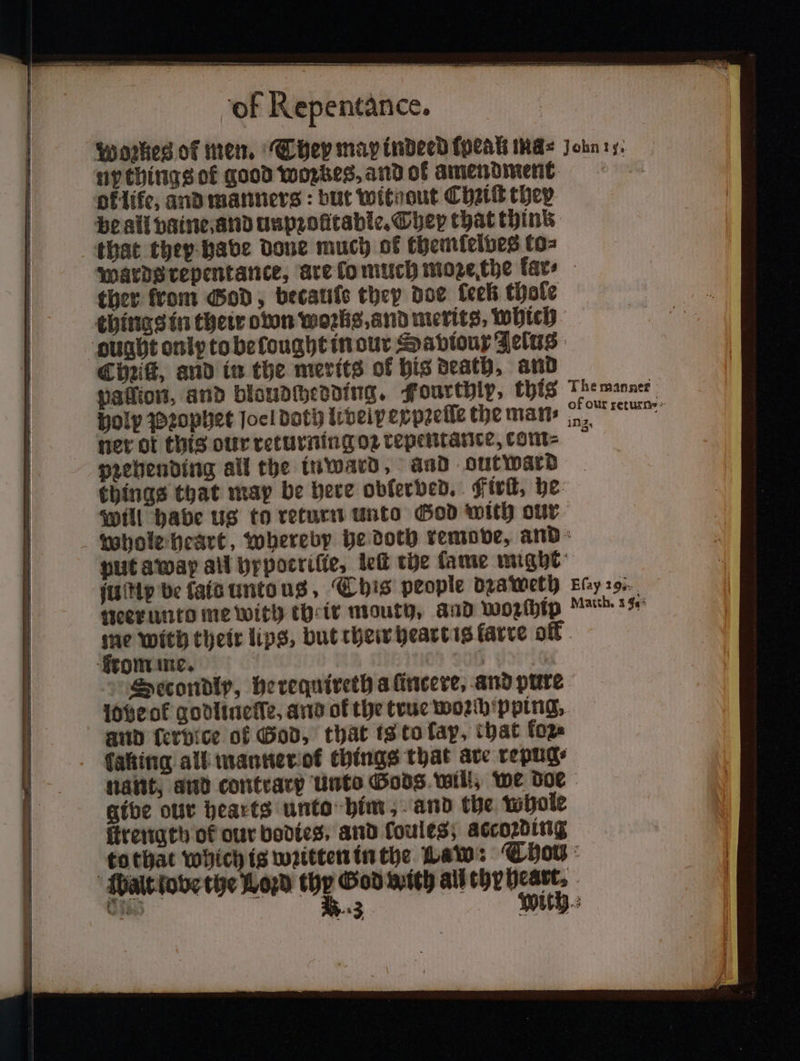 of Repentance.
workes of men. They may indeed ſpeak ma-
ny things of good workes, and of amendment
of life, and manners : but without Chriſt they
be all vaine, and unprofitable. They that think
that they have done much of themſelves to-
wards repentance, are ſo much more, the far-
ther from God, becauſe they doe ſeek thoſe
things in their own works, and merits, which
ought only to be ſought in our Saviour Jeſus
Chriſt, and in the merits of his death, and
paſſion, and bloudſhedding. Fourthly, this
holy Prophet Joel doth lively expreſſe the man-
ner of this our returning or repentance, com-
prehending all the inward, and outward
things that may be here obſerved. Firſt, he
will have us to return unto God with our
whole heart, whereby he doth remove, and
put away all hypocriſie, leſt the ſame might
juſtly be ſaid unto us, This people draweth
neer unto me with their mouth, and worſhip
me with their lips, but their heart is farre off
from me.
Secondly, he requireth a ſincere, and pure
love of godlineſſe, and of the true worſhipping,
and ſervice of God, that is to ſay, that for-
ſaking all manner of things that are repug-
nant, and contrary unto Gods will, we doe
give our hearts unto him, and the whole
ſtrength of our bodies, and ſoules, according
to that which is written in the Law: Thou
ſhalt love the Lord thy God with all thy heart,
K.3 with
John 15.
The manner
of our return-
ing.
Eſay 29.
Matth. 15.